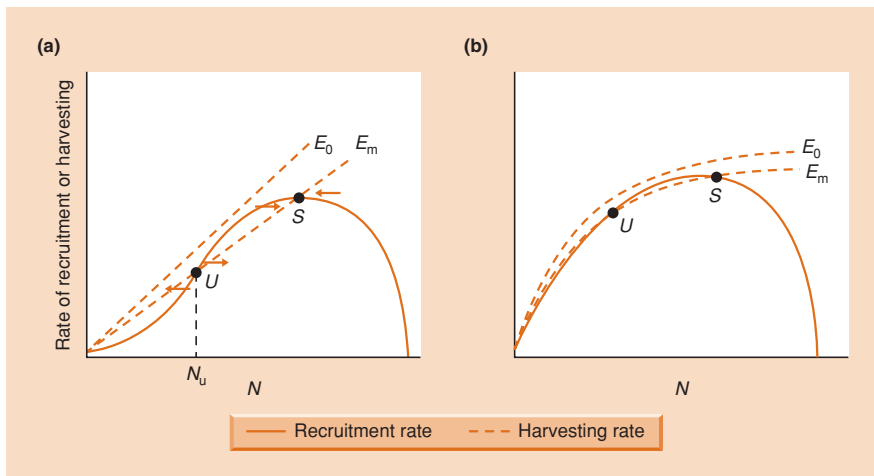 (a)
Rate of recruitment or harvesting
E0
Em
S
U
Nu
N
(b)
E0
Em
S
U
N
Recruitment rate
Harvesting rate